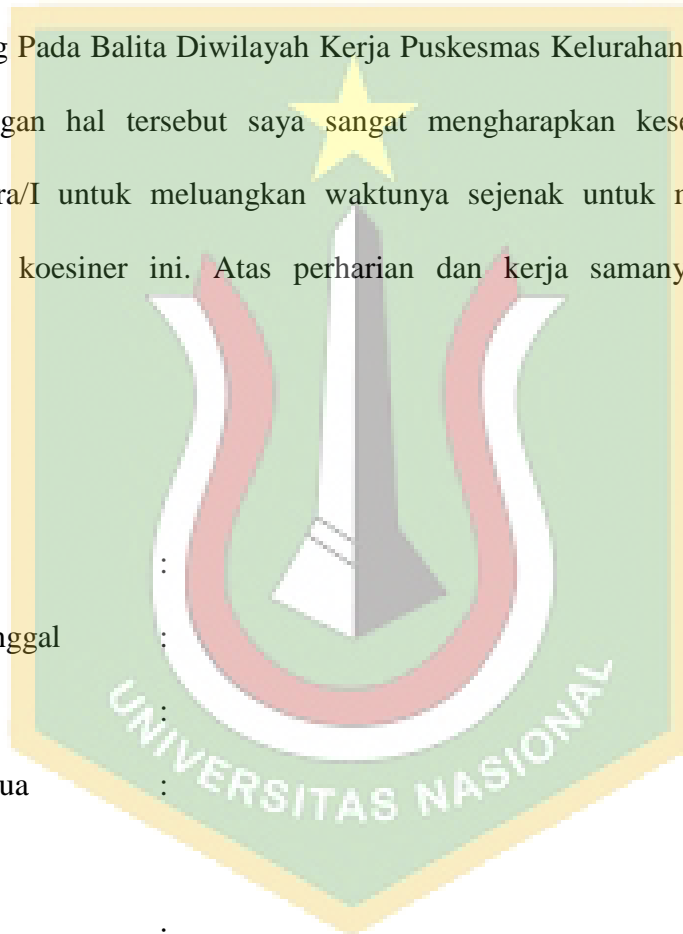 g Pada Balita Diwilayah Kerja Puskesmas Kelurahan
gan hal tersebut saya sangat mengharapkan kese
ra/I untuk meluangkan waktunya sejenak untuk m
koesiner ini. Atas perharian dan kerja samany
:
nggal :
:
ua :
:
UNIVERSITAS NASIONAL